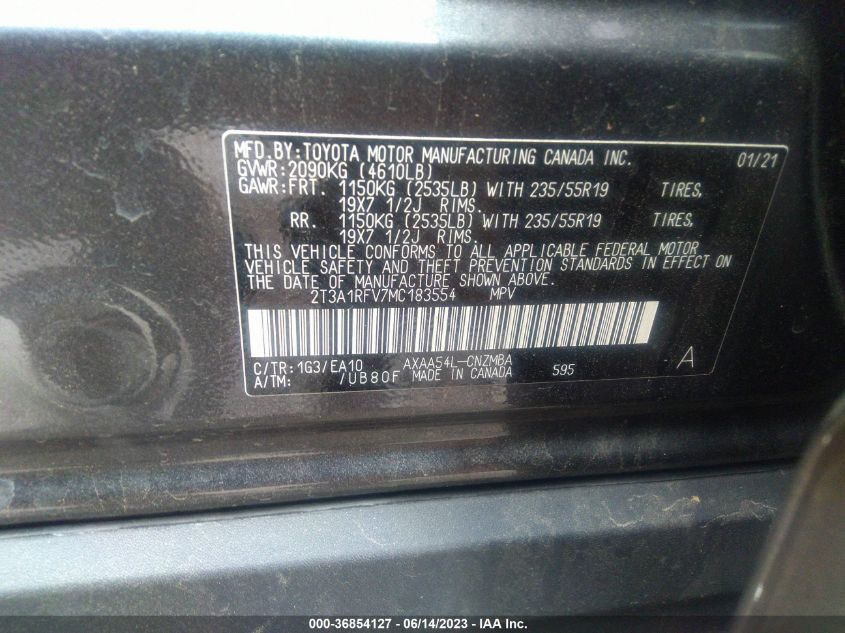 MFD.BY:TOYOTA MOTOR MANUFACTURING CANADA INC. 01/21
GVWR:2090KG (4610LB)
GAWR:FRT. 1150KG (2535LB) WITH 235/55R19 TIRES,
19X7 1/2J RIMS.
RR. 1150KG (2535LB) WITH 235/55R19 TIRES,
19X7 1/2J RIMS.
THIS VEHICLE CONFORMS TO ALL APPLICABLE FEDERAL MOTOR
VEHICLE SAFETY AND THEFT PREVENTION STANDARDS IN EFFECT ON
THE DATE OF MANUFACTURE SHOWN ABOVE.
2T3A1RFV7MC183554 MPV
C/TR:1G3/EA10 AXAA54L-CNZMBA 595 A
A/TM: /UB80F MADE IN CANADA
000-36854127 - 06/14/2023 - IAA Inc.